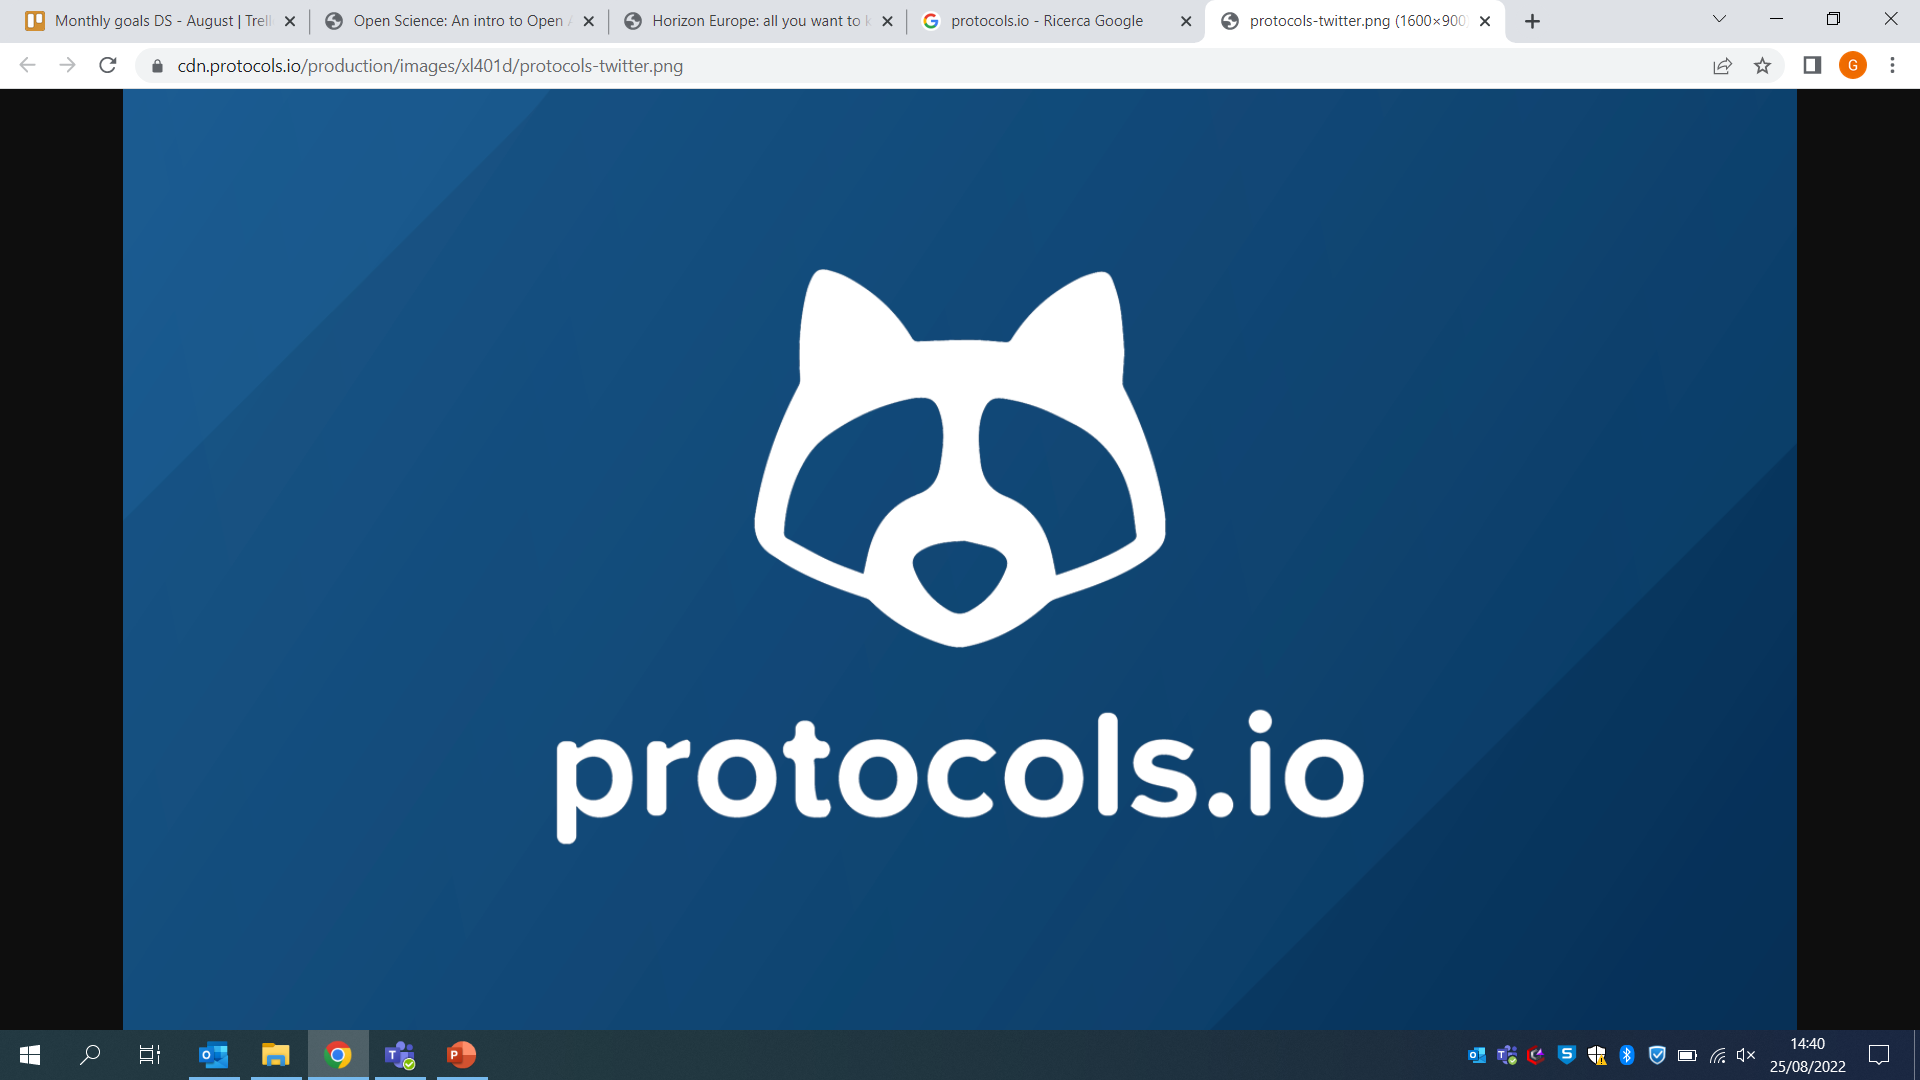 Monthly goals DS - August | Trell
Open Science: An intro to Open A
Horizon Europe: all you want to k
protocols.io - Ricerca Google
protocols-twitter.png (1600×900)
cdn.protocols.io/production/images/xl401d/protocols-twitter.png
G
protocols.io
14:40
25/08/2022